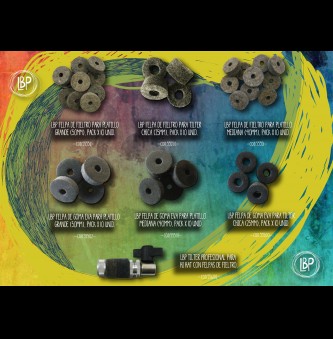 LBP
LBP FELPA DE FIELTRO PARA PLATILLO
GRANDE (50MM). PACK X 10 UNID.
LBP FELPA DE FIELTRO PARA TILTER
CHICA (25MM). PACK X 10 UNID.
LBP FELPA DE FIELTRO PARA PLATILLO
MEDIANA (40MM). PACK X 10 UNID.
LBP FELPA DE GOMA EVA PARA PLATILLO
GRANDE (50MM). PACK X 10 UNID.
LBP FELPA DE GOMA EVA PARA PLATILLO
MEDIANA (40MM). PACK X 10 UNID.
LBP FELPA DE GOMA EVA PARA TILTER
CHICA (25MM). PACK X 10 UNID.
LBP TILTER PROFESIONAL PARA
HI HAT CON FELPAS DE FIELTRO.
LBP